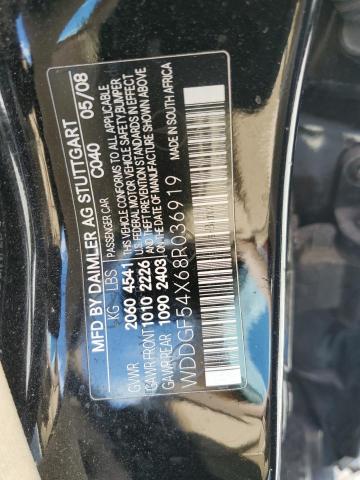 MFD BY DAIMLER AG STUTTGART
PASSENGER CAR C040 05/08
THIS VEHICLE CONFORMS TO ALL APPLICABLE
U.S. FEDERAL MOTOR VEHICLE SAFETY, BUMPER
AND THEFT PREVENTION STANDARDS IN EFFECT
ON THE DATE OF MANUFACTURE SHOWN ABOVE
KG LBS
GVWR 2060 4541
GAWR FRONT 1010 2226
GAWR REAR 1090 2403
MADE IN SOUTH AFRICA
WDDGF54X68R036919